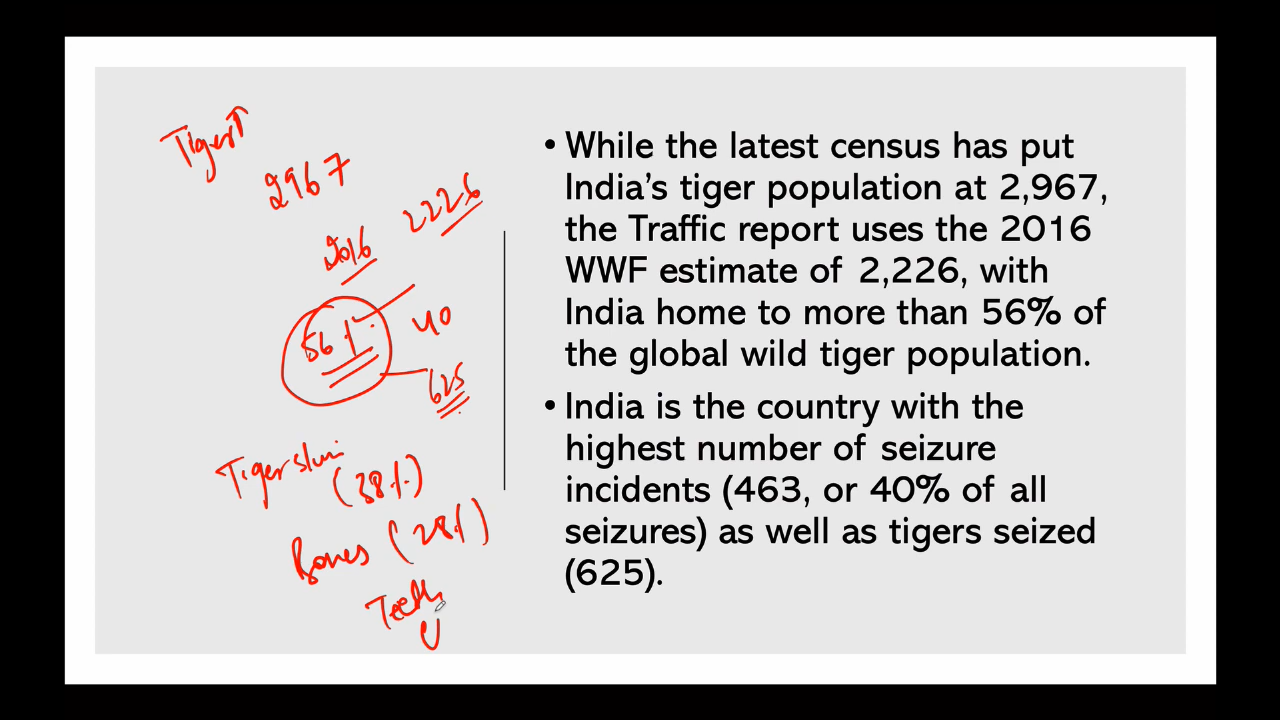 Tiger↑
2967
2226
2016
56%.
40
625
Tiger skin
(38%.)
Bones (28%)
Teeth
• While the latest census has put
India's tiger population at 2,967,
the Traffic report uses the 2016
WWF estimate of 2,226, with
India home to more than 56% of
the global wild tiger population.
• India is the country with the
highest number of seizure
incidents (463, or 40% of all
seizures) as well as tigers seized
(625).